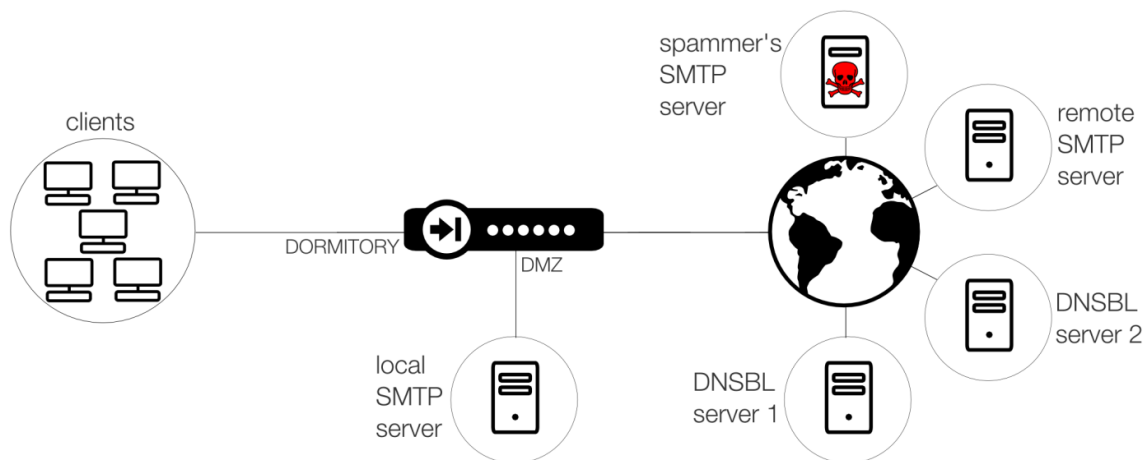 clients
DORMITORY
DMZ
local
SMTP
server
spammer's
SMTP
server
remote
SMTP
server
DNSBL
server 2
DNSBL
server 1